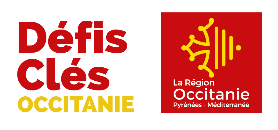 Défis
Clés
OCCITANIE
La Région
Occitanie
Pyrénées - Méditerranée